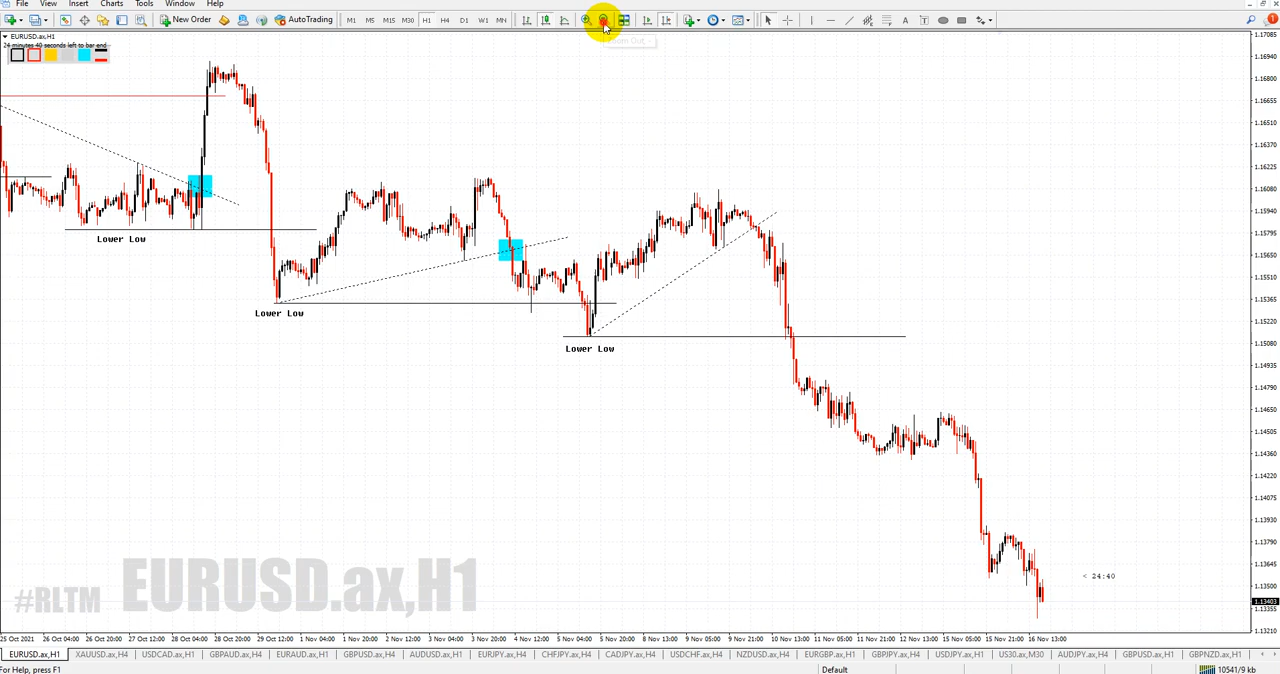 File View Insert Charts Tools Window Help
New Order AutoTrading M1 M5 M15 M30 H1 H4 D1 W1 MN
Zoom Out
EURUSD.ax,H1
24 minutes 40 seconds left to bar end
1.17085
1.16940
1.16800
1.16655
1.16510
1.16370
1.16225
1.16080
1.15940
1.15795
1.15650
1.15510
1.15365
1.15220
1.15080
1.14935
1.14790
1.14650
1.14505
1.14360
1.14220
1.14075
1.13930
1.13790
1.13645
1.13500
1.13403
1.13355
1.13210
Lower Low
Lower Low
Lower Low
< 24:40
#RLTM EURUSD.ax,H1
25 Oct 2021 26 Oct 04:00 26 Oct 20:00 27 Oct 12:00 28 Oct 04:00 28 Oct 20:00 29 Oct 12:00 1 Nov 04:00 1 Nov 20:00 2 Nov 12:00 3 Nov 04:00 3 Nov 20:00 4 Nov 12:00 5 Nov 04:00 5 Nov 20:00 8 Nov 13:00 9 Nov 05:00 9 Nov 21:00 10 Nov 13:00 11 Nov 05:00 11 Nov 21:00 12 Nov 13:00 15 Nov 05:00 15 Nov 21:00 16 Nov 13:00
EURUSD.ax,H1 XAUUSD.ax,H4 USDCAD.ax,H1 GBPAUD.ax,H4 EURAUD.ax,H1 GBPUSD.ax,H4 AUDUSD.ax,H1 EURJPY.ax,H4 CHFJPY.ax,H4 CADJPY.ax,H4 USDCHF.ax,H4 NZDUSD.ax,H4 EURGBP.ax,H1 GBPJPY.ax,H4 USDJPY.ax,H1 US30.ax,M30 AUDJPY.ax,H4 GBPUSD.ax,H1 GBPNZD.ax,H1
For Help, press F1 Default 10541/9 kb